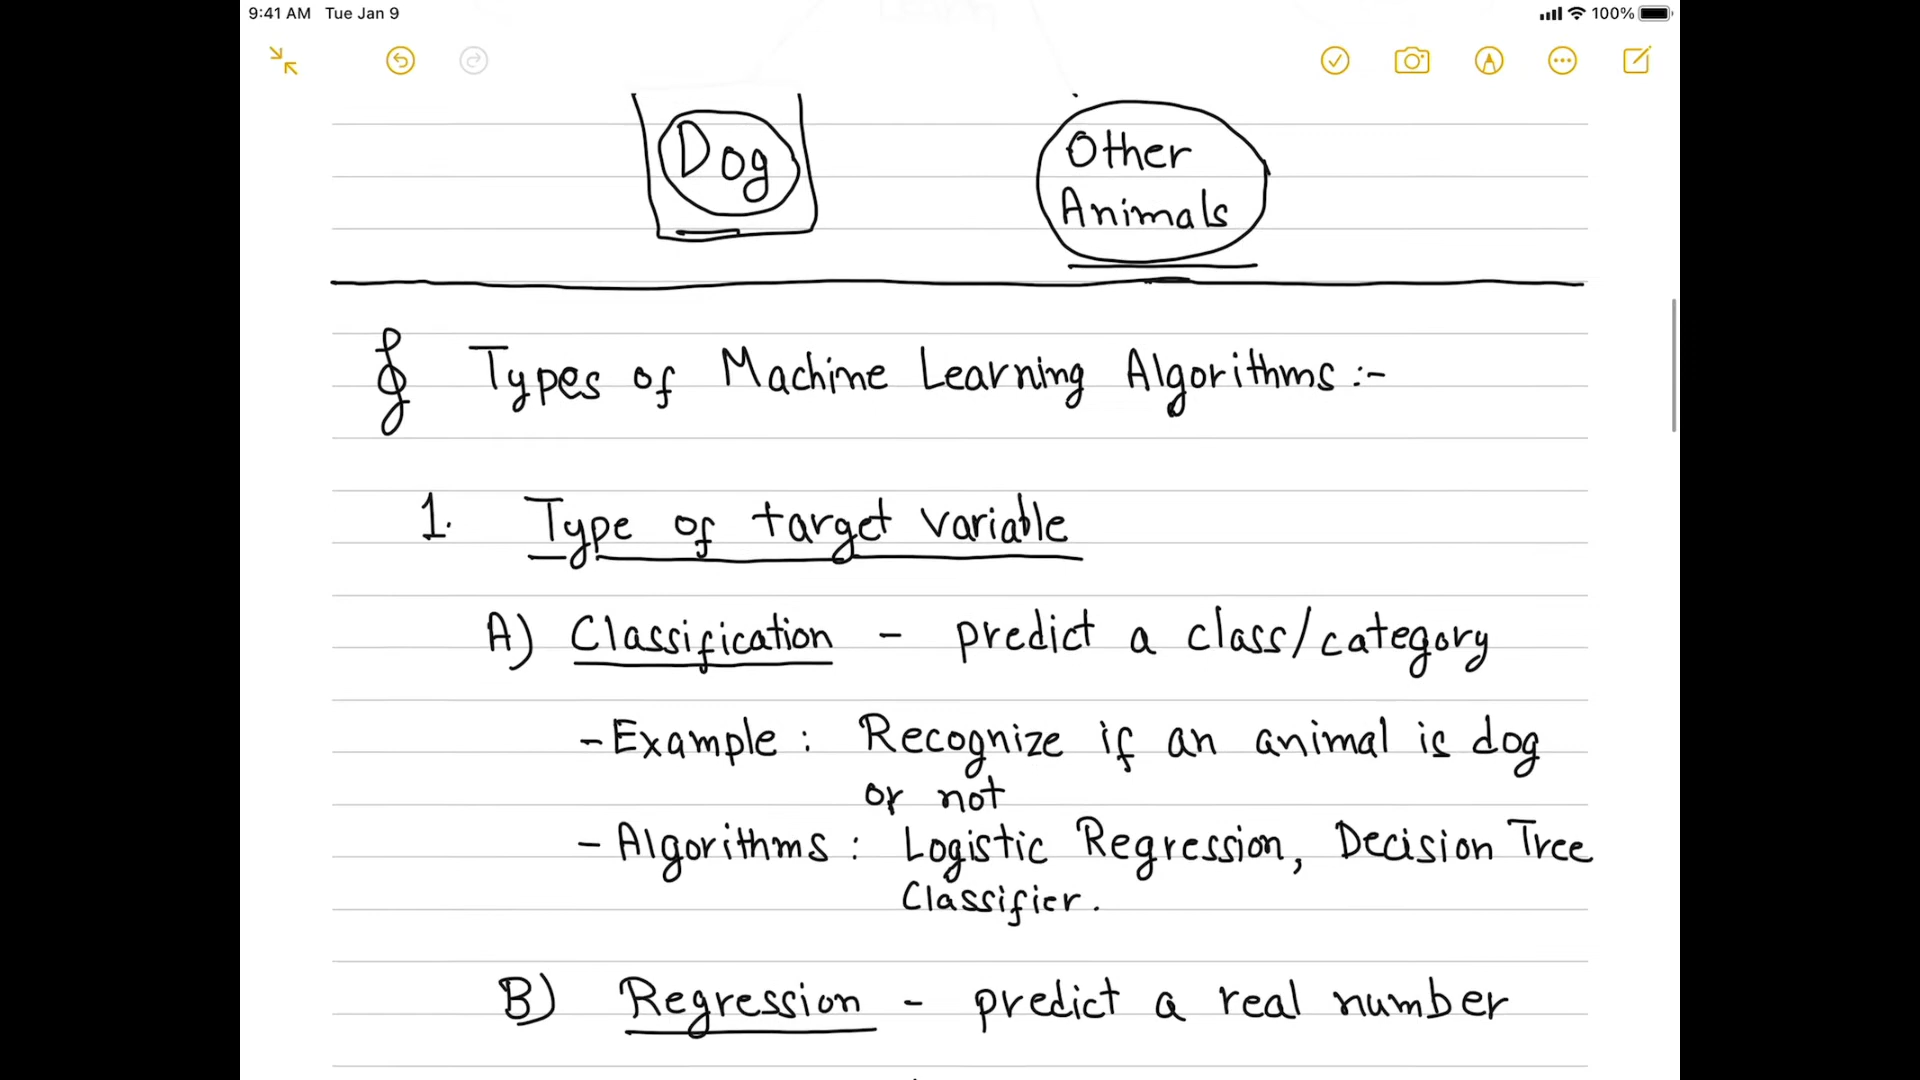 9:41 AM Tue Jan 9 100%
Dog
Other
Animals
Types of Machine Learning Algorithms :-
1. Type of target variable
A) Classification - predict a class/category
- Example : Recognize if an animal is dog
or not
- Algorithms : Logistic Regression, Decision Tree
Classifier.
B) Regression - predict a real number